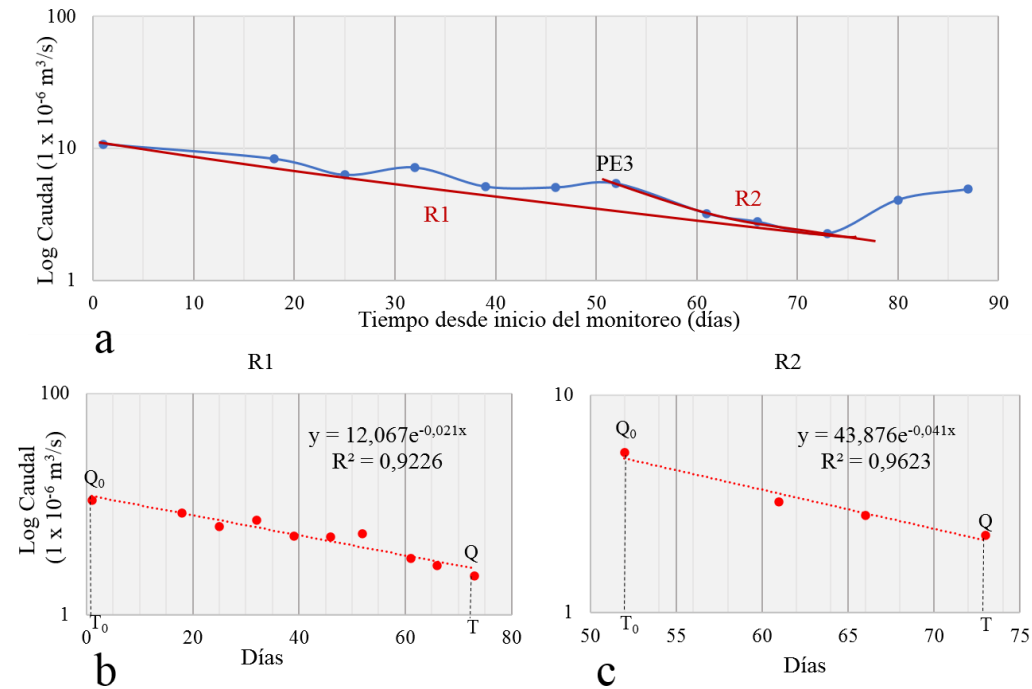 Log Caudal (1 x 10⁻⁶ m³/s)
100
10
1
PE3
R1
R2
0 10 20 30 40 50 60 70 80 90
Tiempo desde inicio del monitoreo (días)
a
R1
Log Caudal
(1 x 10⁻⁶ m³/s)
100
1
y = 12,067e⁻⁰,⁰²¹ˣ
R² = 0,9226
Q₀
Q
T₀
T
0 20 40 60 80
Días
b
R2
10
1
y = 43,876e⁻⁰,⁰⁴¹ˣ
R² = 0,9623
Q₀
Q
T₀
T
50 55 60 65 70 75
Días
c